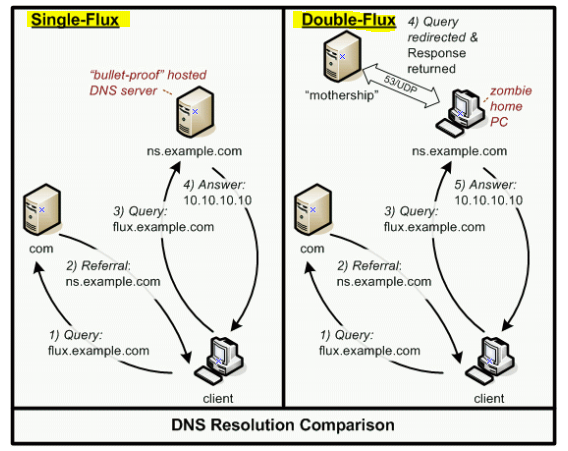 Single-Flux
"bullet-proof" hosted
DNS server
ns.example.com
4) Answer:
10.10.10.10
3) Query:
flux.example.com
com
2) Referral:
ns.example.com
1) Query:
flux.example.com
client
Double-Flux
4) Query
redirected &
Response
returned
53/UDP
"mothership"
zombie
home
PC
ns.example.com
5) Answer:
10.10.10.10
3) Query:
flux.example.com
com
2) Referral:
ns.example.com
1) Query:
flux.example.com
client
DNS Resolution Comparison